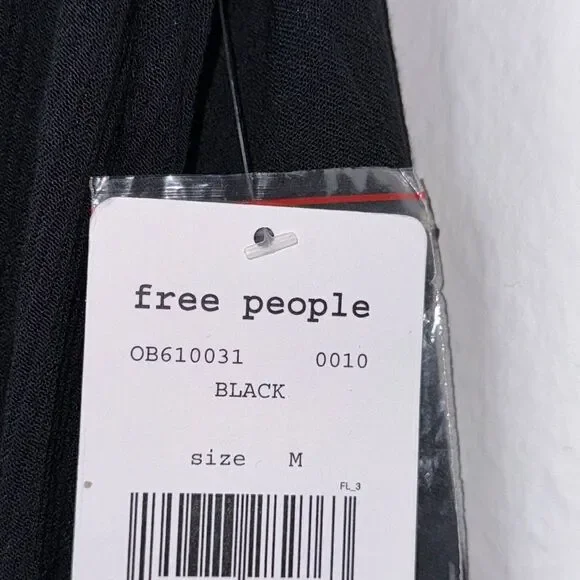 free people
OB610031 0010
BLACK
size M
FL_3